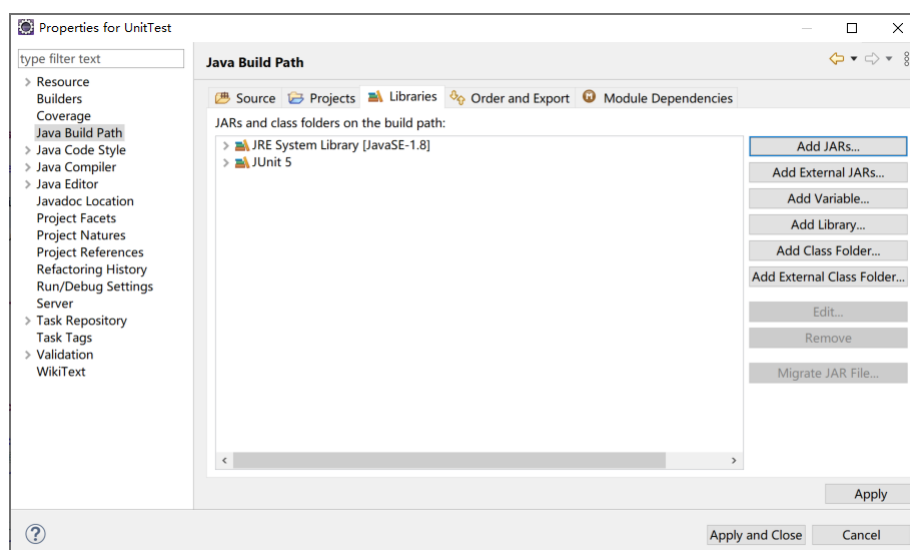 Properties for UnitTest
type filter text
Resource
Builders
Coverage
Java Build Path
Java Code Style
Java Compiler
Java Editor
Javadoc Location
Project Facets
Project Natures
Project References
Refactoring History
Run/Debug Settings
Server
Task Repository
Task Tags
Validation
WikiText
Java Build Path
Source Projects Libraries Order and Export Module Dependencies
JARs and class folders on the build path:
JRE System Library [JavaSE-1.8]
JUnit 5
Add JARs...
Add External JARs...
Add Variable...
Add Library...
Add Class Folder...
Add External Class Folder...
Edit...
Remove
Migrate JAR File...
Apply
Apply and Close Cancel